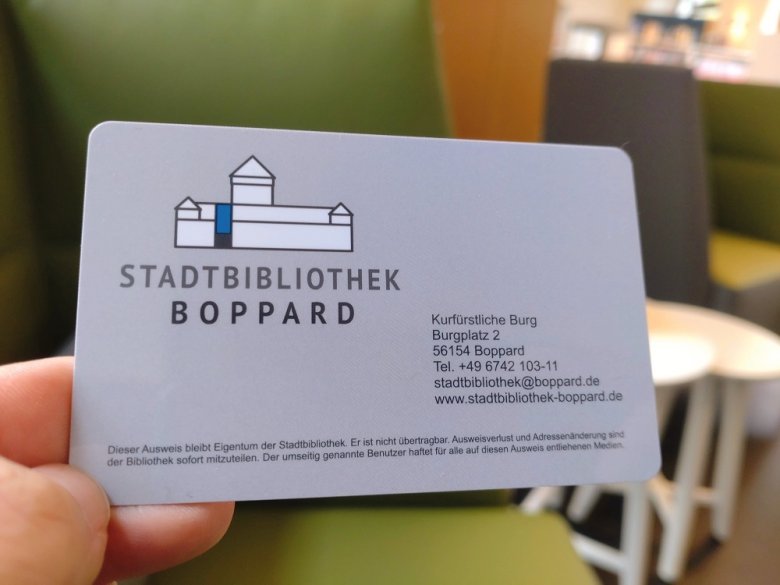 STADTBIBLIOTHEK
BOPPARD
Kurfürstliche Burg
Burgplatz 2
56154 Boppard
Tel. +49 6742 103-11
stadtbibliothek@boppard.de
www.stadtbibliothek-boppard.de
Dieser Ausweis bleibt Eigentum der Stadtbibliothek. Er ist nicht übertragbar. Ausweisverlust und Adressenänderung sind
der Bibliothek sofort mitzuteilen. Der umseitig genannte Benutzer haftet für alle auf diesen Ausweis entliehenen Medien.